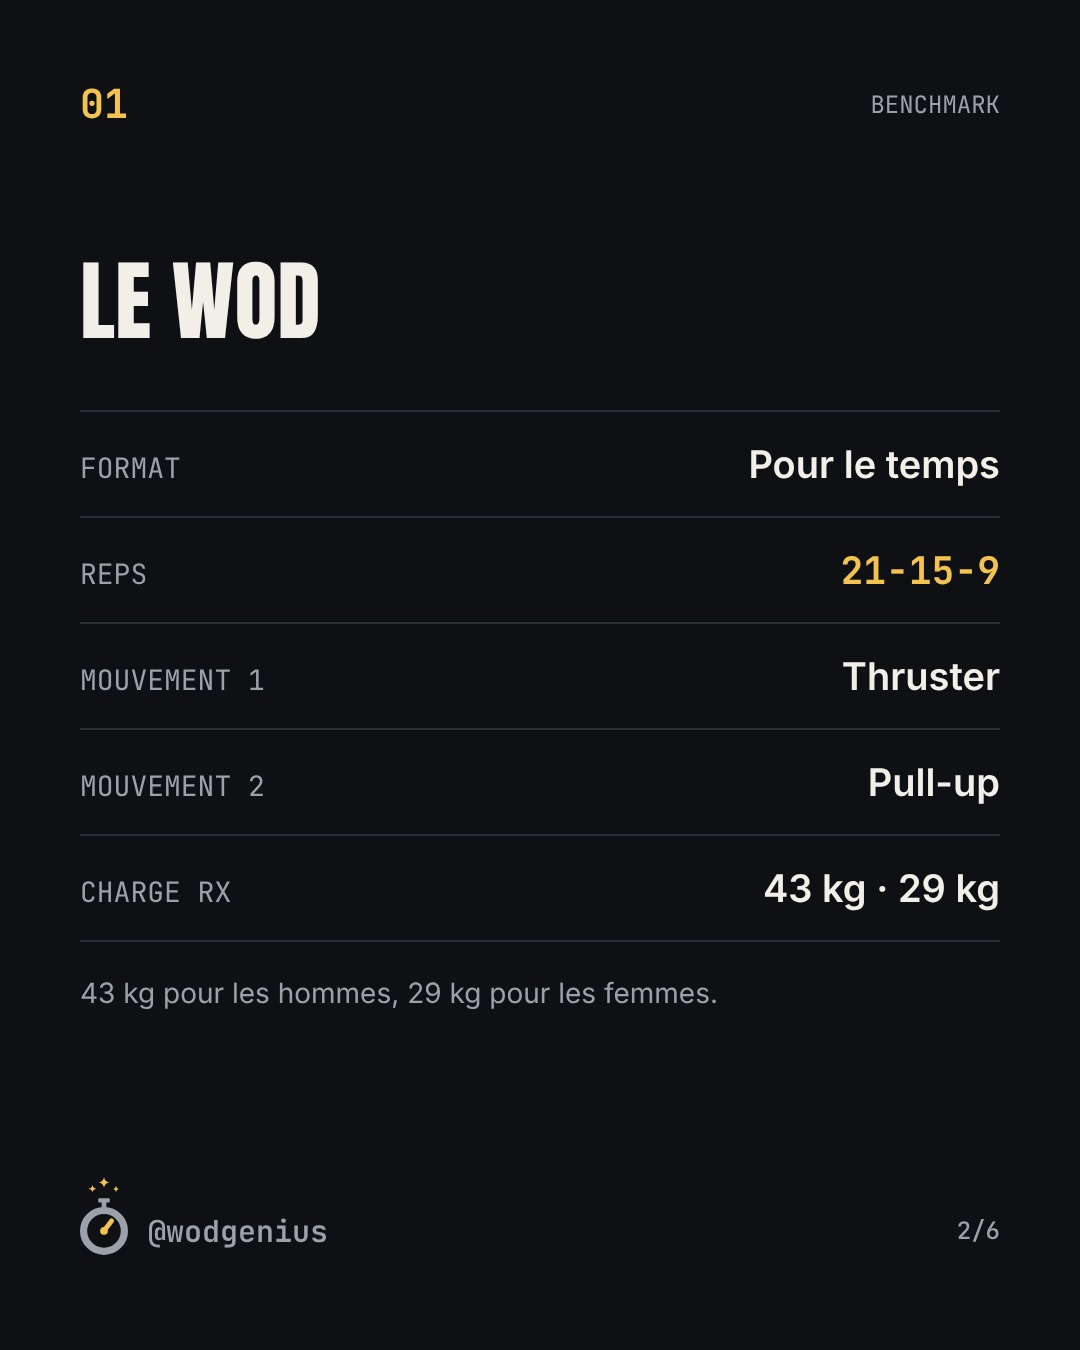 01
BENCHMARK
LE WOD
FORMAT
Pour le temps
REPS
21-15-9
MOUVEMENT 1
Thruster
MOUVEMENT 2
Pull-up
CHARGE RX
43 kg · 29 kg
43 kg pour les hommes, 29 kg pour les femmes.
@wodgenius
2/6